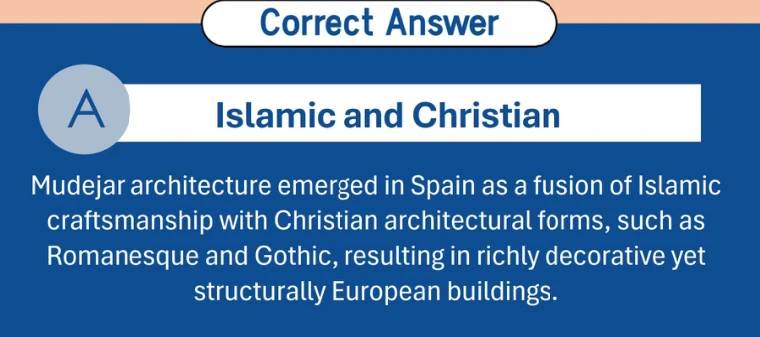 Correct Answer
A
Islamic and Christian
Mudejar architecture emerged in Spain as a fusion of Islamic
craftsmanship with Christian architectural forms, such as
Romanesque and Gothic, resulting in richly decorative yet
structurally European buildings.